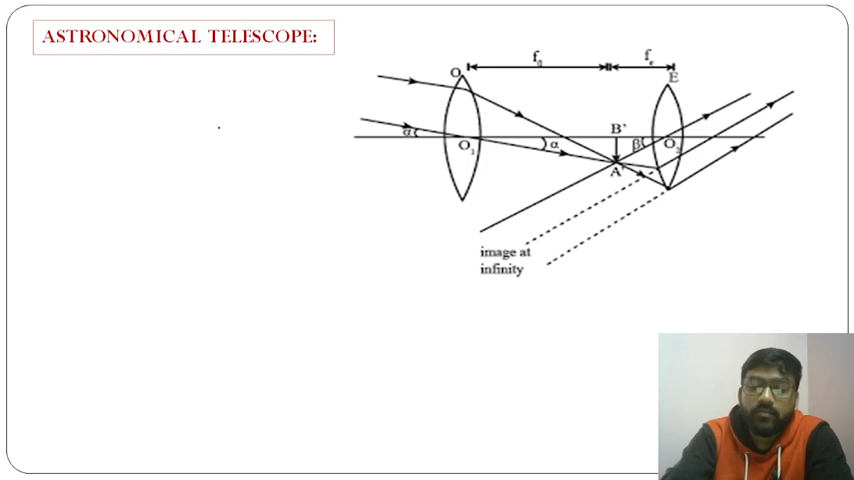 ASTRONOMICAL TELESCOPE:
f₀
fₑ
O
E
B'
α
O₁
α
β
O₂
A'
image at
infinity